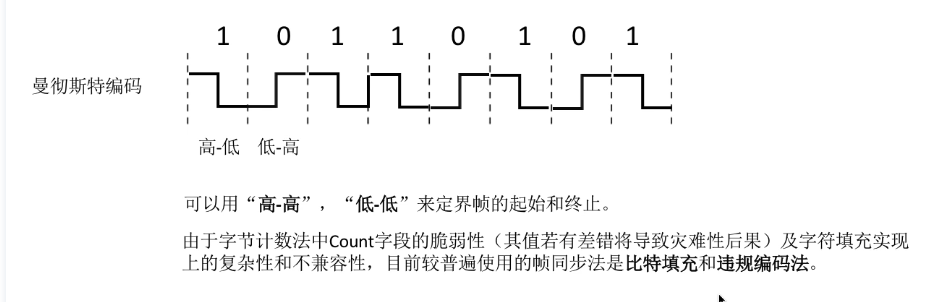 1 0 1 1 0 1 0 1
曼彻斯特编码
高-低 低-高
可以用“高-高”，“低-低”来定界帧的起始和终止。
由于字节计数法中Count字段的脆弱性（其值若有差错将导致灾难性后果）及字符填充实现
上的复杂性和不兼容性，目前较普遍使用的帧同步法是比特填充和违规编码法。